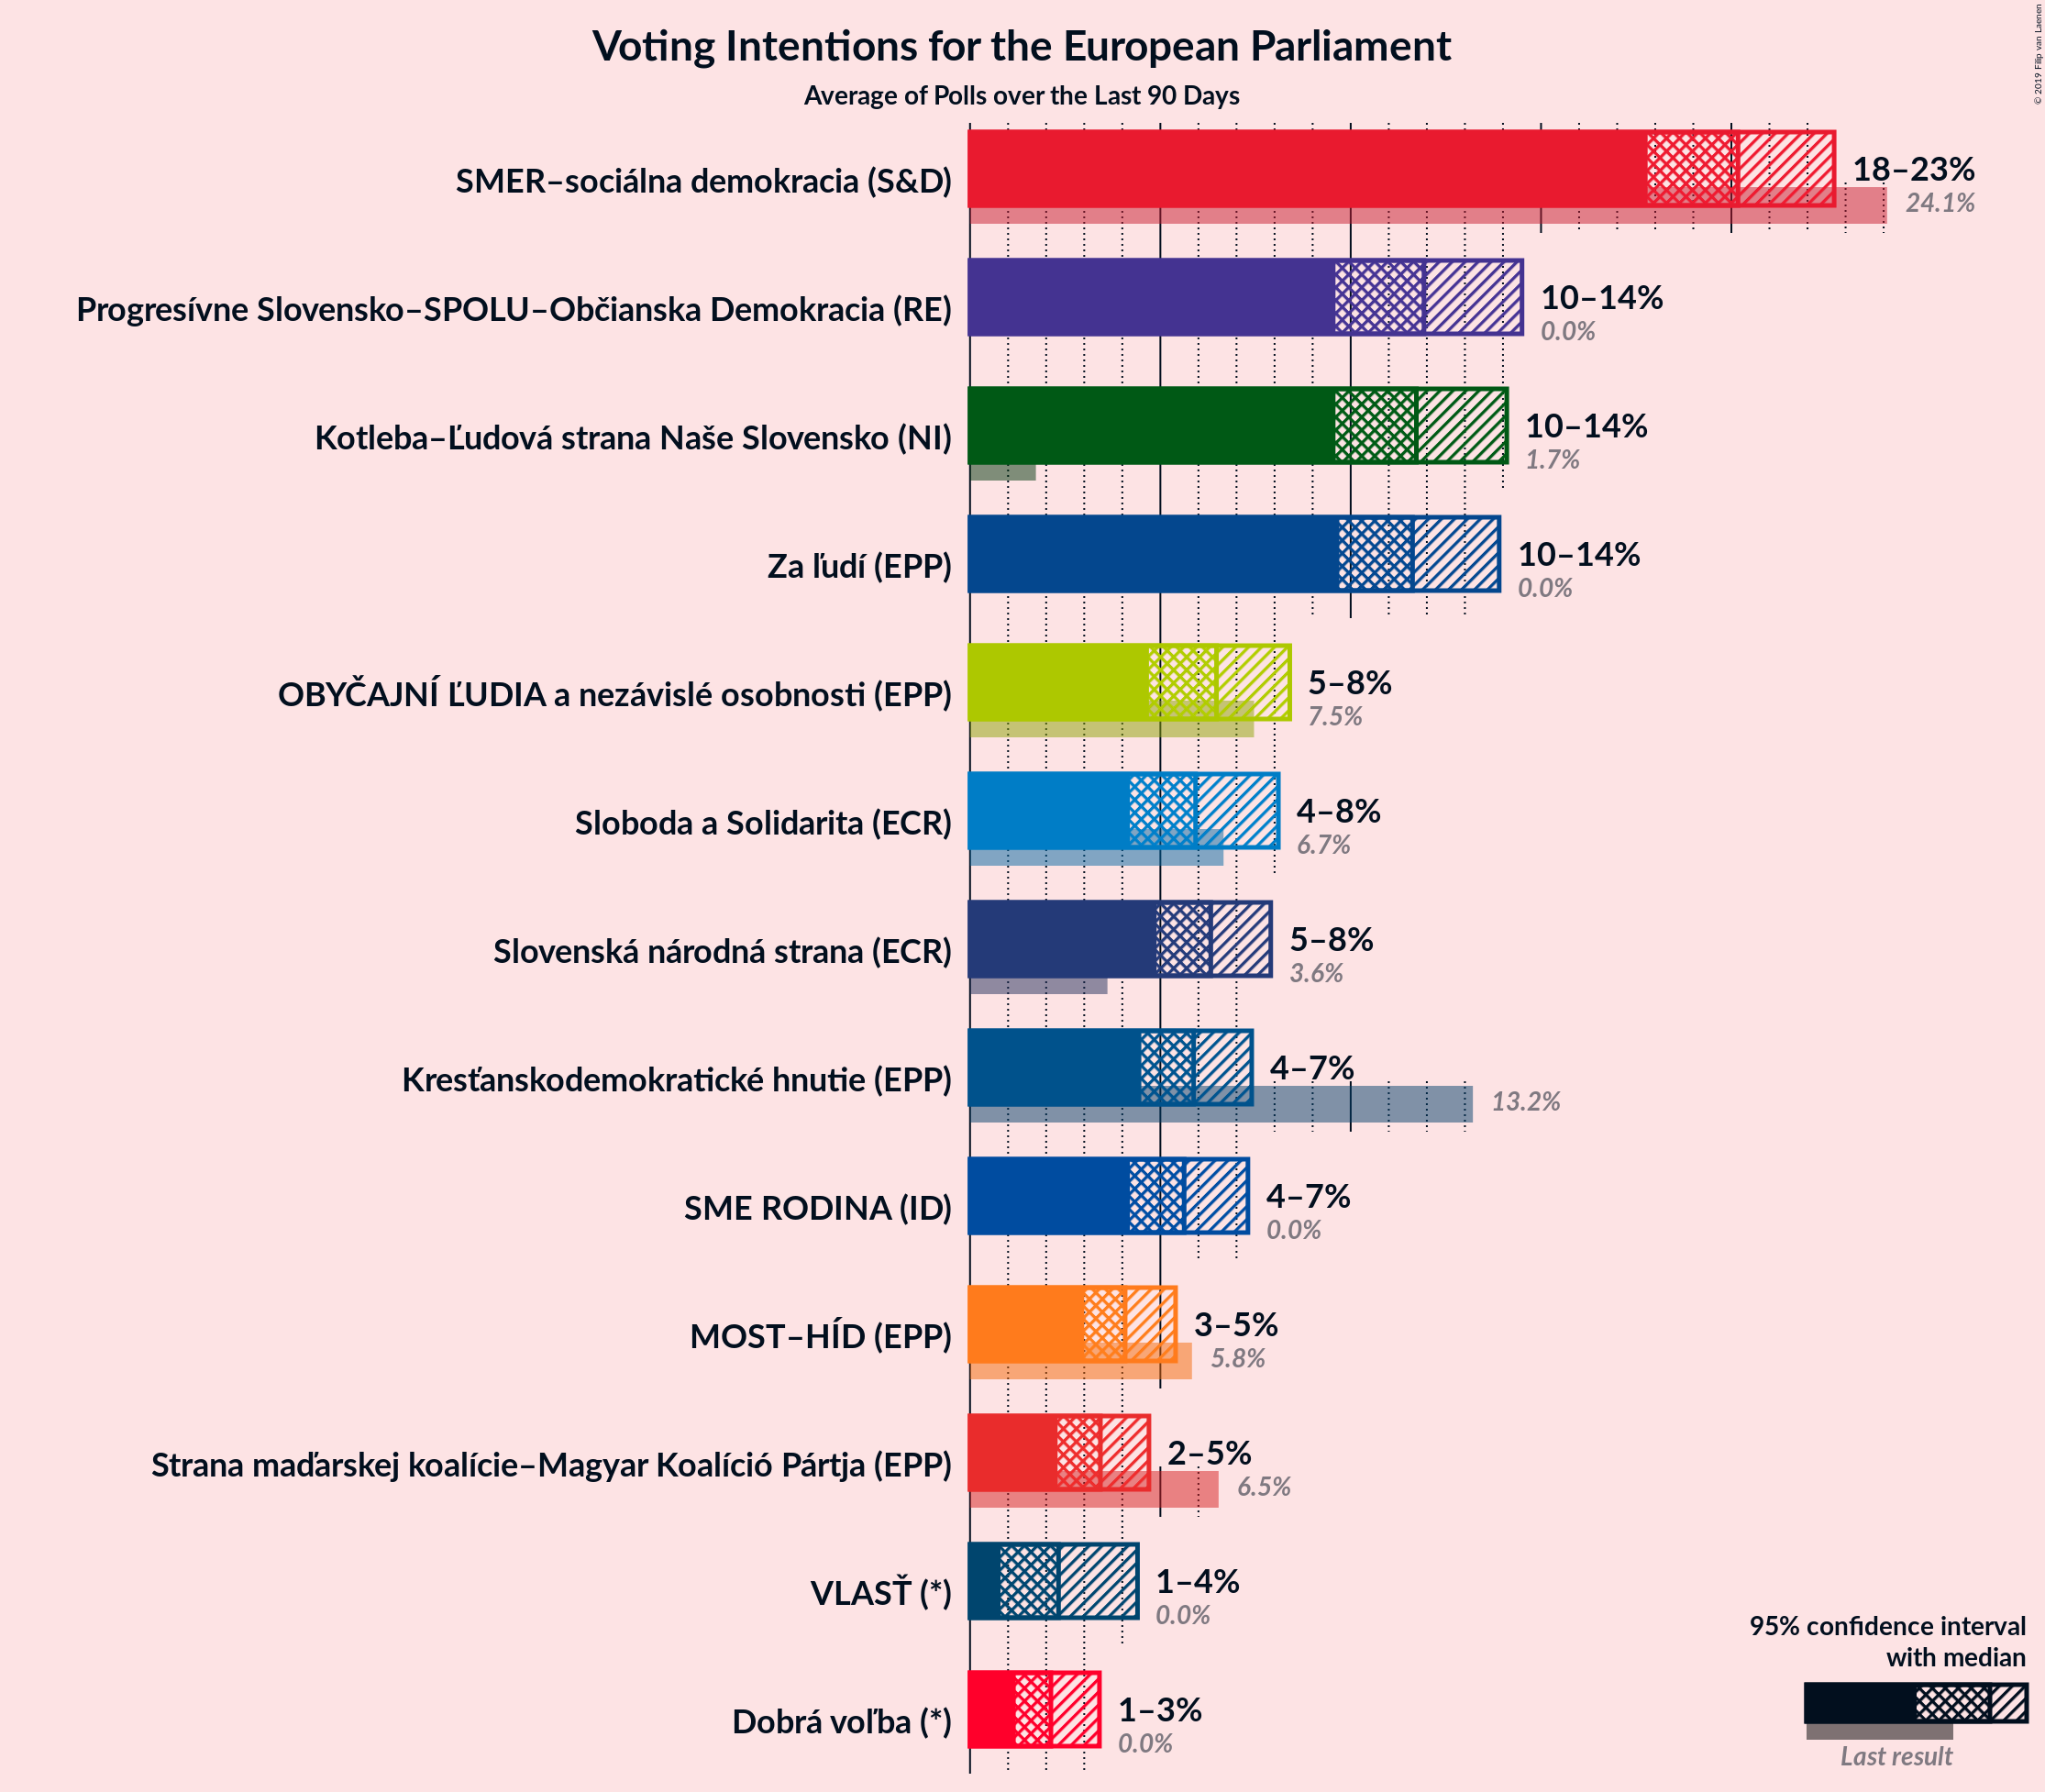 Voting Intentions for the European Parliament
Average of Polls over the Last 90 Days
© 2019 Filip van Laenen
SMER–sociálna demokracia (S&D)
18–23%
24.1%
Progresívne Slovensko–SPOLU–Občianska Demokracia (RE)
10–14%
0.0%
Kotleba–Ľudová strana Naše Slovensko (NI)
10–14%
1.7%
Za ľudí (EPP)
10–14%
0.0%
OBYČAJNÍ ĽUDIA a nezávislé osobnosti (EPP)
5–8%
7.5%
Sloboda a Solidarita (ECR)
4–8%
6.7%
Slovenská národná strana (ECR)
5–8%
3.6%
Kresťanskodemokratické hnutie (EPP)
4–7%
13.2%
SME RODINA (ID)
4–7%
0.0%
MOST–HÍD (EPP)
3–5%
5.8%
Strana maďarskej koalície–Magyar Koalíció Pártja (EPP)
2–5%
6.5%
VLASŤ (*)
1–4%
0.0%
Dobrá voľba (*)
1–3%
0.0%
95% confidence interval
with median
Last result